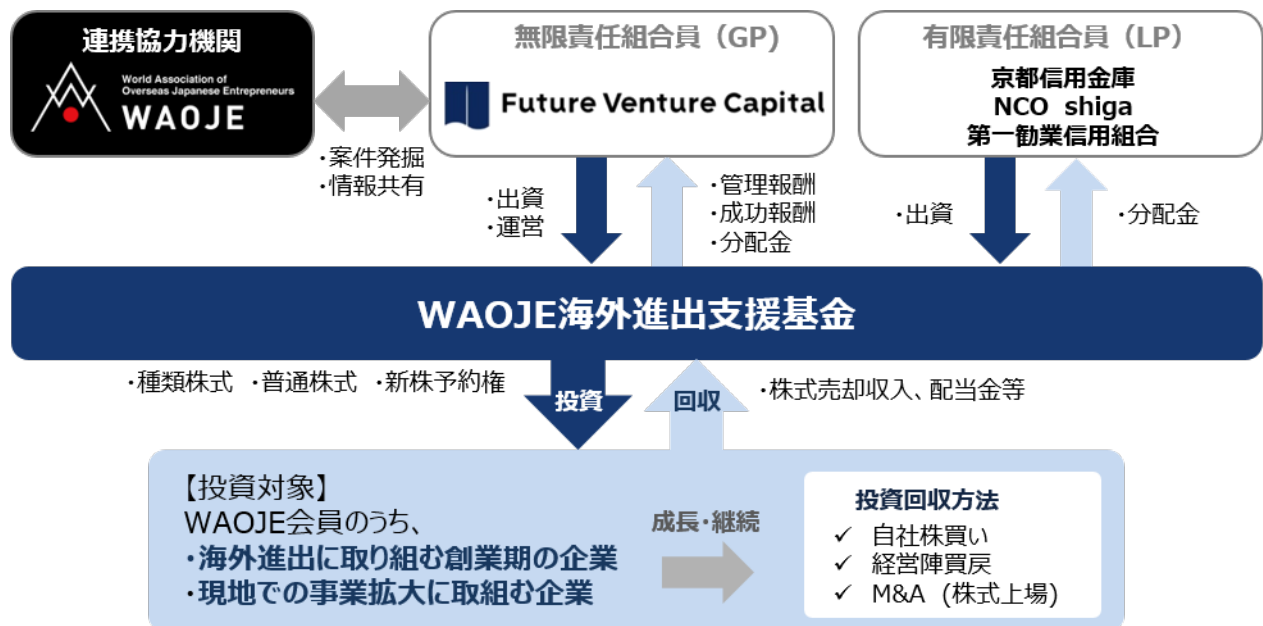 連携協力機関
World Association of
Overseas Japanese Entrepreneurs
WAOJE
無限責任組合員（GP）
Future Venture Capital
有限責任組合員（LP）
京都信用金庫
NCO shiga
第一勧業信用組合
・案件発掘
・情報共有
・出資
・運営
・管理報酬
・成功報酬
・分配金
・出資
・分配金
WAOJE海外進出支援基金
・種類株式 ・普通株式 ・新株予約権
投資
回収
・株式売却収入、配当金等
【投資対象】
WAOJE会員のうち、
・海外進出に取り組む創業期の企業
・現地での事業拡大に取組む企業
成長・継続
投資回収方法
✓ 自社株買い
✓ 経営陣買戻
✓ M&A (株式上場)